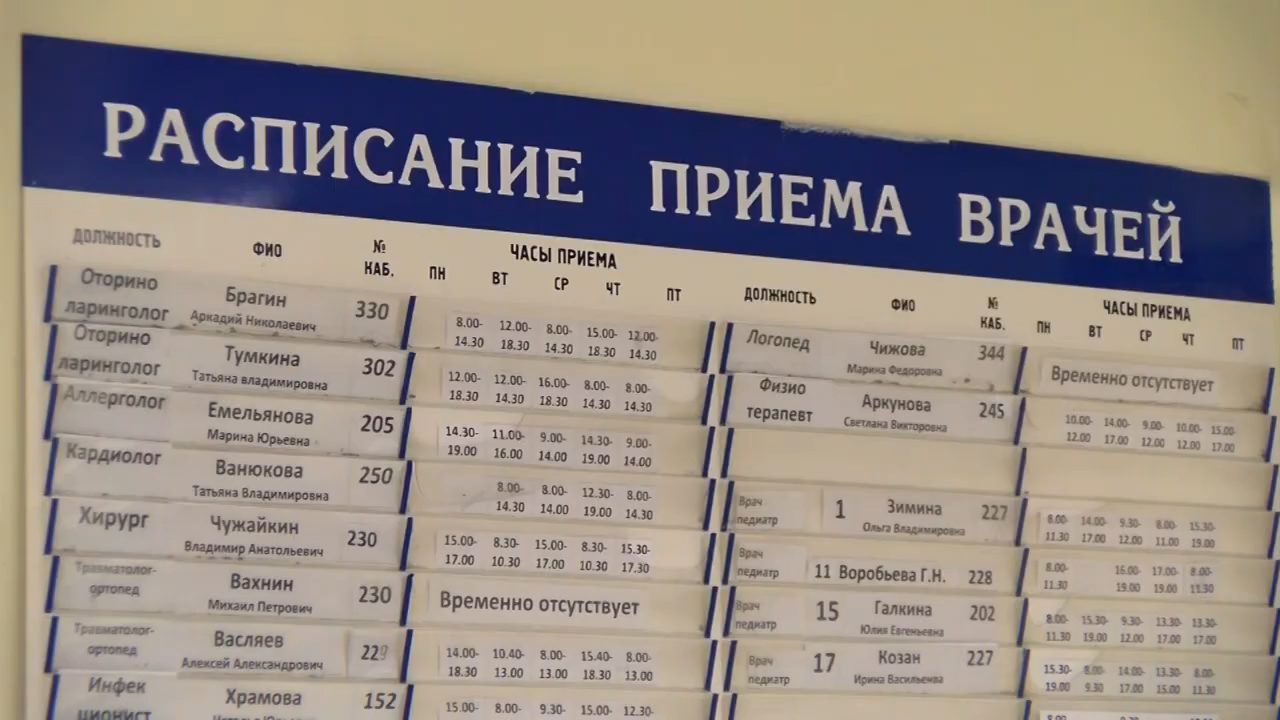 РАСПИСАНИЕ ПРИЕМА ВРАЧЕЙ
ДОЛЖНОСТЬ ФИО № КАБ. ЧАСЫ ПРИЕМА
ПН ВТ СР ЧТ ПТ
Оторино Брагин 330 8.00- 12.00- 8.00- 15.00- 12.00-
ларинголог Аркадий Николаевич 14.30 18.30 14.30 18.30 14.30
Оторино Тумкина 302 12.00- 12.00- 16.00- 8.00- 8.00-
ларинголог Татьяна владимировна 18.30 14.30 18.30 14.30 14.30
Аллерголог Емельянова 205 14.30- 11.00- 9.00- 14.30- 9.00-
Марина Юрьевна 19.00 16.00 14.00 19.00 14.00
Кардиолог Ванюкова 250 8.00- 8.00- 12.30- 8.00-
Татьяна Владимировна 14.30 14.00 19.00 14.30
Хирург Чужайкин 230 15.00- 8.30- 15.00- 8.30- 15.30-
Владимир Анатольевич 17.00 10.30 17.00 10.30 17.30
Травматолог- Вахнин 230 Временно отсутствует
ортопед Михаил Петрович
Травматолог- Васляев 229 14.00- 10.40- 8.00- 15.40- 8.00-
ортопед Алексей Александрович 18.30 13.00 13.00 18.30 13.00
Инфек Храмова 152 15.00- 8.00- 9.30- 15.00- 12.30-
ционист
ДОЛЖНОСТЬ ФИО № КАБ. ЧАСЫ ПРИЕМА
ПН ВТ СР ЧТ ПТ
Логопед Чижова 344 Временно отсутствует
Марина Федоровна
Физио Аркунова 245 10.00- 14.00- 9.00- 10.00- 15.00-
терапевт Светлана Викторовна 12.00 17.00 12.00 12.00 17.00
Врач 1 Зимина 227 8.00- 14.00- 9.30- 8.00- 15.30-
педиатр Ольга Владимировна 11.30 17.00 12.00 11.00 19.00
Врач 11 Воробьева Г.Н. 228 8.00- 16.00- 17.00- 8.00-
педиатр 11.30 19.00 19.00 11.30
Врач 15 Галкина 202 8.00- 15.30- 9.30- 13.30- 13.30-
педиатр Юлия Евгеньевна 11.30 19.00 12.00 17.00 17.00
Врач 17 Козан 227 15.30- 8.00- 14.00- 13.30- 8.00-
педиатр Ирина Васильевна 19.00 9.30 17.00 15.00 11.30